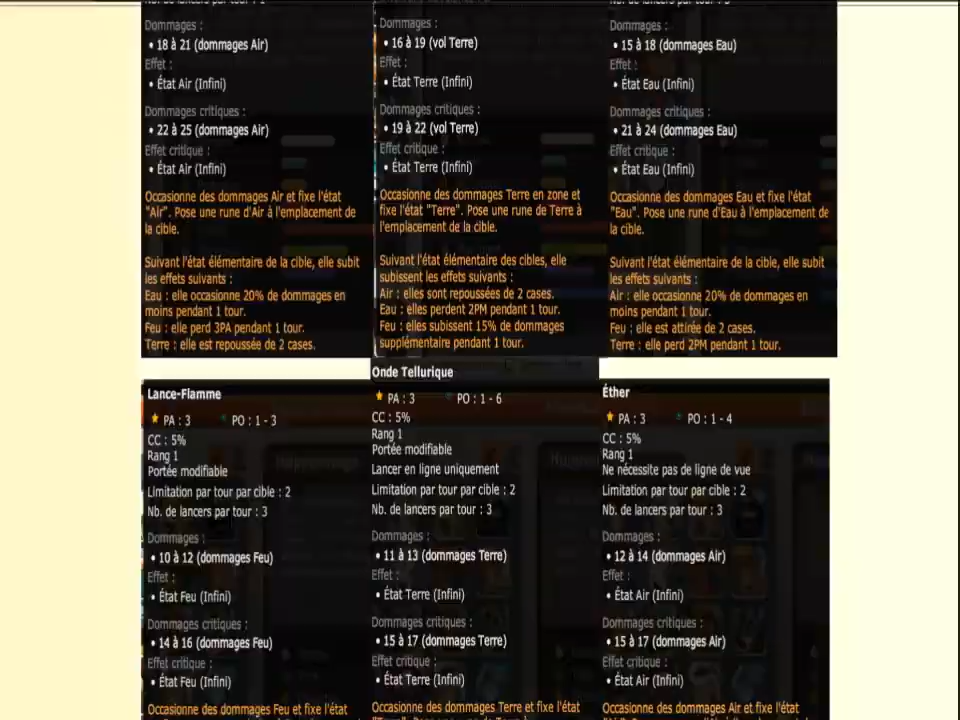 Dommages :
• 18 à 21 (dommages Air)
Effet :
• État Air (Infini)
Dommages critiques :
• 22 à 25 (dommages Air)
Effet critique :
• État Air (Infini)
Occasionne des dommages Air et fixe l'état
"Air". Pose une rune d'Air à l'emplacement de
la cible.
Suivant l'état élémentaire de la cible, elle subit
les effets suivants :
Eau : elle occasionne 20% de dommages en
moins pendant 1 tour.
Feu : elle perd 3PA pendant 1 tour.
Terre : elle est repoussée de 2 cases.
Dommages :
• 16 à 19 (vol Terre)
Effet :
• État Terre (Infini)
Dommages critiques :
• 19 à 22 (vol Terre)
Effet critique :
• État Terre (Infini)
Occasionne des dommages Terre en zone et
fixe l'état "Terre". Pose une rune de Terre à
l'emplacement de la cible.
Suivant l'état élémentaire des cibles, elle
subissent les effets suivants :
Air : elles sont repoussées de 2 cases.
Eau : elles perdent 2PM pendant 1 tour.
Feu : elles subissent 15% de dommages
supplémentaire pendant 1 tour.
Dommages :
• 15 à 18 (dommages Eau)
Effet :
• État Eau (Infini)
Dommages critiques :
• 21 à 24 (dommages Eau)
Effet critique :
• État Eau (Infini)
Occasionne des dommages Eau et fixe l'état
"Eau". Pose une rune d'Eau à l'emplacement de
la cible.
Suivant l'état élémentaire de la cible, elle subit
les effets suivants :
Air : elle occasionne 20% de dommages en
moins pendant 1 tour.
Feu : elle est attirée de 2 cases.
Terre : elle perd 2PM pendant 1 tour.
Lance-Flamme
PA : 3 PO : 1 - 3
CC : 5%
Rang 1
Portée modifiable
Limitation par tour par cible : 2
Nb. de lancers par tour : 3
Dommages :
• 10 à 12 (dommages Feu)
Effet :
• État Feu (Infini)
Dommages critiques :
• 14 à 16 (dommages Feu)
Effet critique :
• État Feu (Infini)
Occasionne des dommages Feu et fixe l'état
Onde Tellurique
PA : 3 PO : 1 - 6
CC : 5%
Rang 1
Portée modifiable
Lancer en ligne uniquement
Limitation par tour par cible : 2
Nb. de lancers par tour : 3
Dommages :
• 11 à 13 (dommages Terre)
Effet :
• État Terre (Infini)
Dommages critiques :
• 15 à 17 (dommages Terre)
Effet critique :
• État Terre (Infini)
Occasionne des dommages Terre et fixe l'état
Éther
PA : 3 PO : 1 - 4
CC : 5%
Rang 1
Ne nécessite pas de ligne de vue
Limitation par tour par cible : 2
Nb. de lancers par tour : 3
Dommages :
• 12 à 14 (dommages Air)
Effet :
• État Air (Infini)
Dommages critiques :
• 15 à 17 (dommages Air)
Effet critique :
• État Air (Infini)
Occasionne des dommages Air et fixe l'état